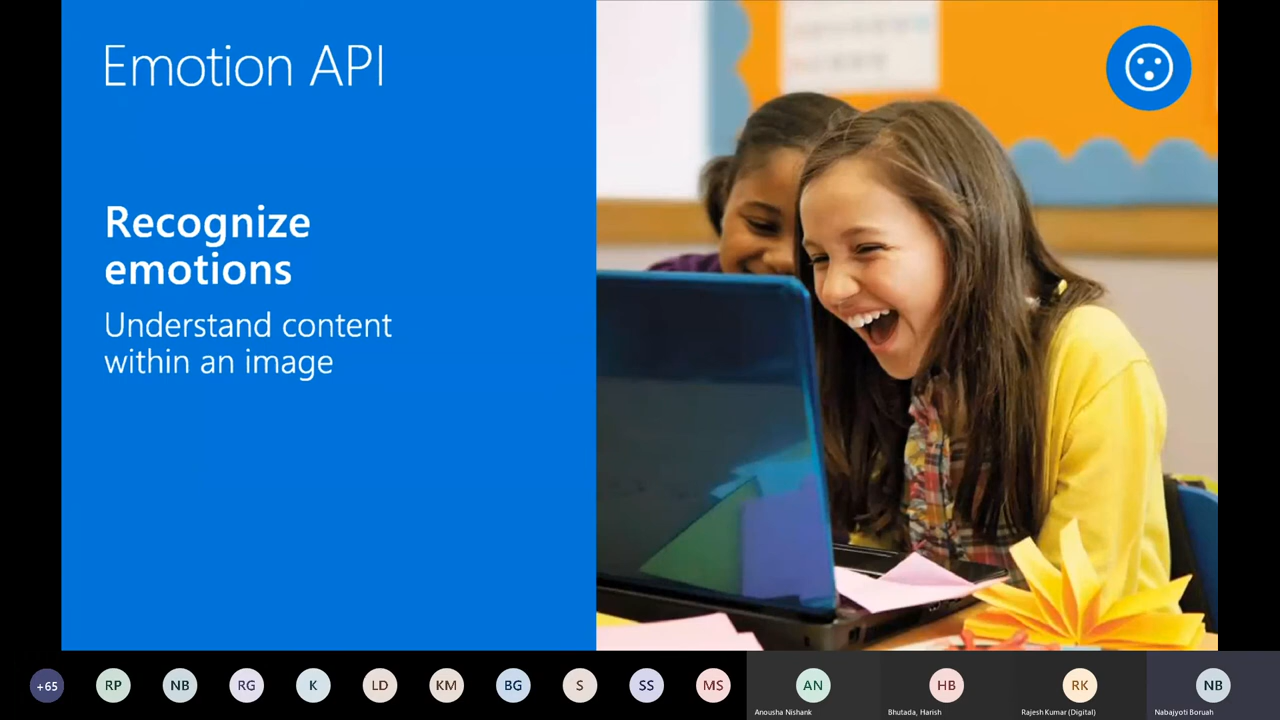 Emotion API
Recognize
emotions
Understand content
within an image
+65
RP
NB
RG
K
LD
KM
BG
S
SS
MS
AN
HB
RK
NB
Anousha Nishank
Bhutada, Harish
Rajesh Kumar (Digital)
Nabajyoti Boruah